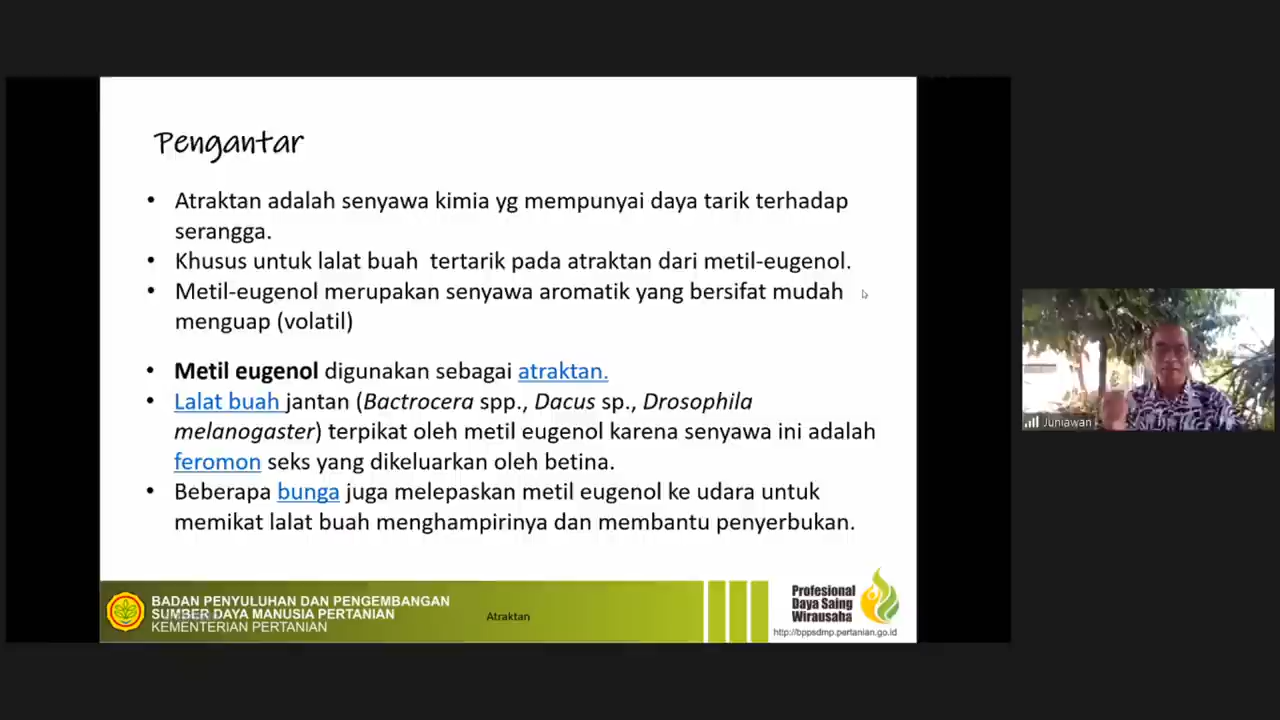 Pengantar
• Atraktan adalah senyawa kimia yg mempunyai daya tarik terhadap
serangga.
• Khusus untuk lalat buah tertarik pada atraktan dari metil-eugenol.
• Metil-eugenol merupakan senyawa aromatik yang bersifat mudah
menguap (volatil)
• Metil eugenol digunakan sebagai atraktan.
• Lalat buah jantan (Bactrocera spp., Dacus sp., Drosophila
melanogaster) terpikat oleh metil eugenol karena senyawa ini adalah
feromon seks yang dikeluarkan oleh betina.
• Beberapa bunga juga melepaskan metil eugenol ke udara untuk
memikat lalat buah menghampirinya dan membantu penyerbukan.
BADAN PENYULUHAN DAN PENGEMBANGAN
SUMBER DAYA MANUSIA PERTANIAN
KEMENTERIAN PERTANIAN
Atraktan
Profesional
Daya Saing
Wirausaha
http://bppsdmp.pertanian.go.id
Juniawan